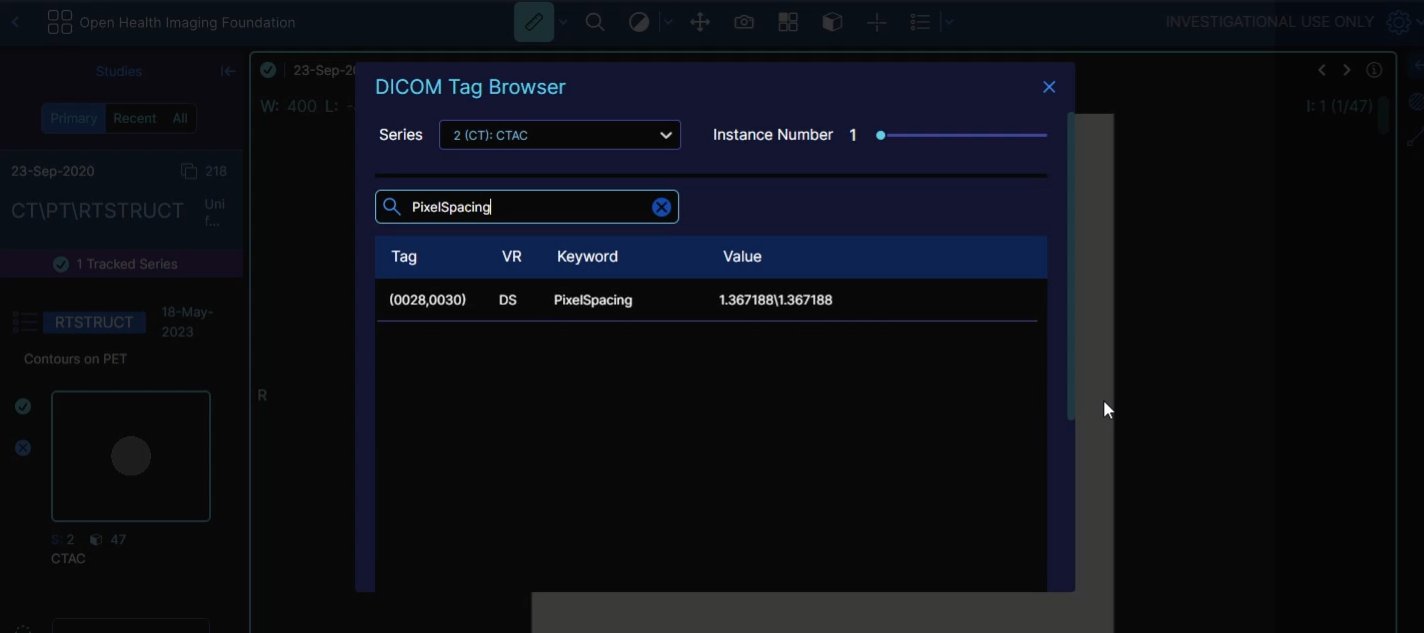 Open Health Imaging Foundation
INVESTIGATIONAL USE ONLY
Studies
Primary Recent All
23-Sep-2020 218
CT\PT\RTSTRUCT Uni
f...
1 Tracked Series
RTSTRUCT 18-May-
2023
Contours on PET
S: 2 47
CTAC
23-Sep-20
W: 400 L: -
I: 1 (1/47)
R
DICOM Tag Browser
Series 2 (CT): CTAC Instance Number 1
PixelSpacing
Tag VR Keyword Value
(0028,0030) DS PixelSpacing 1.367188\1.367188